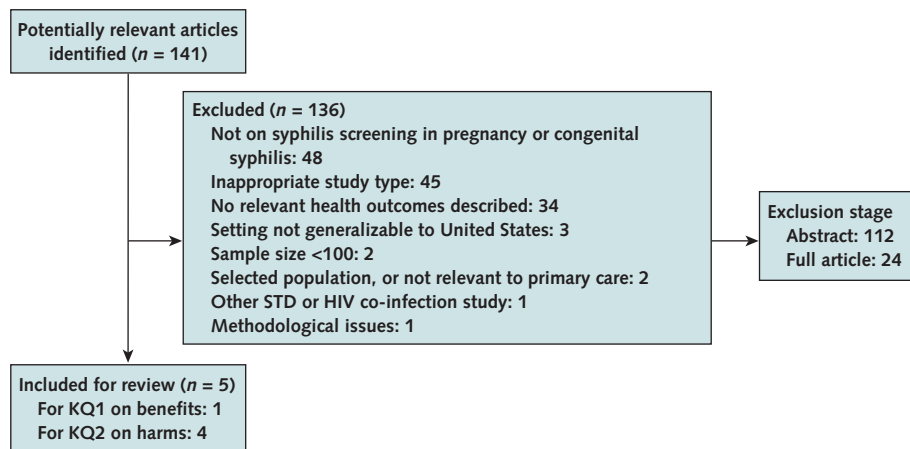 Potentially relevant articles
identified (n = 141)
Excluded (n = 136)
Not on syphilis screening in pregnancy or congenital
syphilis: 48
Inappropriate study type: 45
No relevant health outcomes described: 34
Setting not generalizable to United States: 3
Sample size <100: 2
Selected population, or not relevant to primary care: 2
Other STD or HIV co-infection study: 1
Methodological issues: 1
Exclusion stage
Abstract: 112
Full article: 24
Included for review (n = 5)
For KQ1 on benefits: 1
For KQ2 on harms: 4